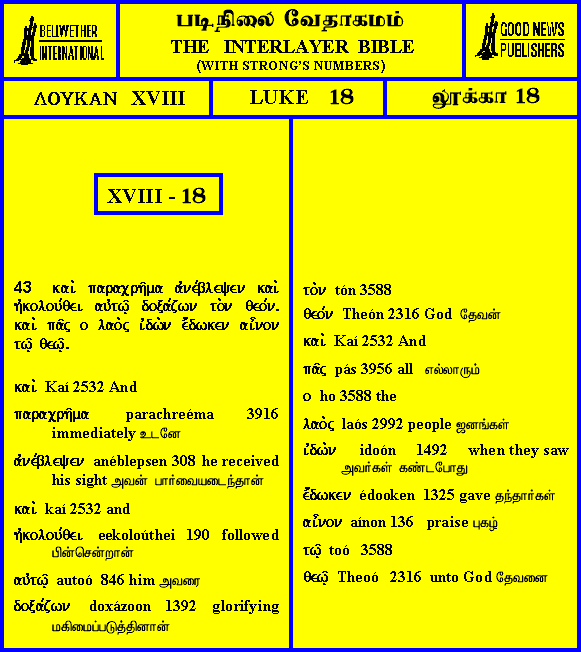 BELLWETHER
INTERNATIONAL
படிநிலை வேதாகமம்
THE INTERLAYER BIBLE
(WITH STRONG'S NUMBERS)
GOOD NEWS
PUBLISHERS
ΛΟΥΚΑΝ XVIII
LUKE 18
லூக்கா 18
XVIII - 18
43 καὶ παραχρῆμα ἀνέβλεψεν καὶ
ἠκολούθει αὐτῷ δοξάζων τὸν θεόν.
καὶ πᾶς ο λαὸς ἰδὼν ἔδωκεν αἶνον
τῷ θεῷ.
καὶ Kaí 2532 And
παραχρῆμα parachreéma 3916
immediately உடனே
ἀνέβλεψεν anéblepsen 308 he received
his sight அவன் பார்வையடைந்தான்
καὶ kaí 2532 and
ἠκολούθει eekoloúthei 190 followed
பின்சென்றான்
αὐτῷ autoó 846 him அவரை
δοξάζων doxázoon 1392 glorifying
மகிமைப்படுத்தினான்
τὸν tón 3588
θεόν Theón 2316 God தேவன்
καὶ Kaí 2532 And
πᾶς pás 3956 all எல்லாரும்
ο ho 3588 the
λαὸς laós 2992 people ஜனங்கள்
ἰδὼν idoón 1492 when they saw
அவர்கள் கண்டபோது
ἔδωκεν édooken 1325 gave தந்தார்கள்
αἶνον aínon 136 praise புகழ்
τῷ toó 3588
θεῷ Theoó 2316 unto God தேவனை